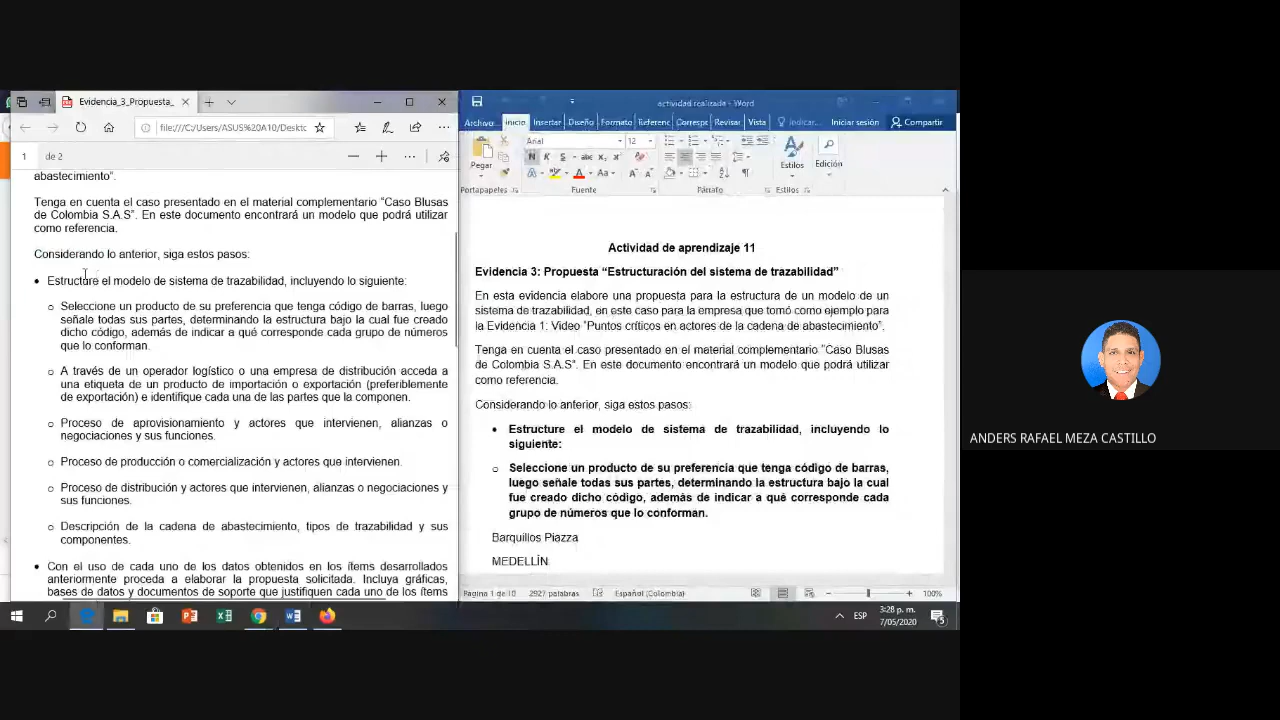 Evidencia_3_Propuesta_
file:///C:/Users/ASUS%20A10/Deskto
1 de 2
abastecimiento".
Tenga en cuenta el caso presentado en el material complementario "Caso Blusas
de Colombia S.A.S". En este documento encontrará un modelo que podrá utilizar
como referencia.
Considerando lo anterior, siga estos pasos:
• Estructure el modelo de sistema de trazabilidad, incluyendo lo siguiente:
o Seleccione un producto de su preferencia que tenga código de barras, luego
señale todas sus partes, determinando la estructura bajo la cual fue creado
dicho código, además de indicar a qué corresponde cada grupo de números
que lo conforman.
o A través de un operador logístico o una empresa de distribución acceda a
una etiqueta de un producto de importación o exportación (preferiblemente
de exportación) e identifique cada una de las partes que la componen.
o Proceso de aprovisionamiento y actores que intervienen, alianzas o
negociaciones y sus funciones.
o Proceso de producción o comercialización y actores que intervienen.
o Proceso de distribución y actores que intervienen, alianzas o negociaciones y
sus funciones.
o Descripción de la cadena de abastecimiento, tipos de trazabilidad y sus
componentes.
• Con el uso de cada uno de los datos obtenidos en los ítems desarrollados
anteriormente proceda a elaborar la propuesta solicitada. Incluya gráficas,
bases de datos y documentos de soporte que justifiquen cada uno de los ítems
actividad realizada - Word
Archivo Inicio Insertar Diseño Formato Referenc Corresp Revisar Vista Indicar... Iniciar sesión Compartir
Arial 12
Pegar
N K S abc x₂ x²
Estilos Edición
Portapapeles Fuente Párrafo Estilos
Actividad de aprendizaje 11
Evidencia 3: Propuesta "Estructuración del sistema de trazabilidad"
En esta evidencia elabore una propuesta para la estructura de un modelo de un
sistema de trazabilidad, en este caso para la empresa que tomó como ejemplo para
la Evidencia 1: Video "Puntos críticos en actores de la cadena de abastecimiento".
Tenga en cuenta el caso presentado en el material complementario "Caso Blusas
de Colombia S.A.S". En este documento encontrará un modelo que podrá utilizar
como referencia.
Considerando lo anterior, siga estos pasos:
• Estructure el modelo de sistema de trazabilidad, incluyendo lo
siguiente:
o Seleccione un producto de su preferencia que tenga código de barras,
luego señale todas sus partes, determinando la estructura bajo la cual
fue creado dicho código, además de indicar a qué corresponde cada
grupo de números que lo conforman.
Barquillos Piazza
MEDELLÍN
Página 1 de 10 2927 palabras Español (Colombia) 100%
ESP
3:28 p. m.
7/05/2020
5
ANDERS RAFAEL MEZA CASTILLO